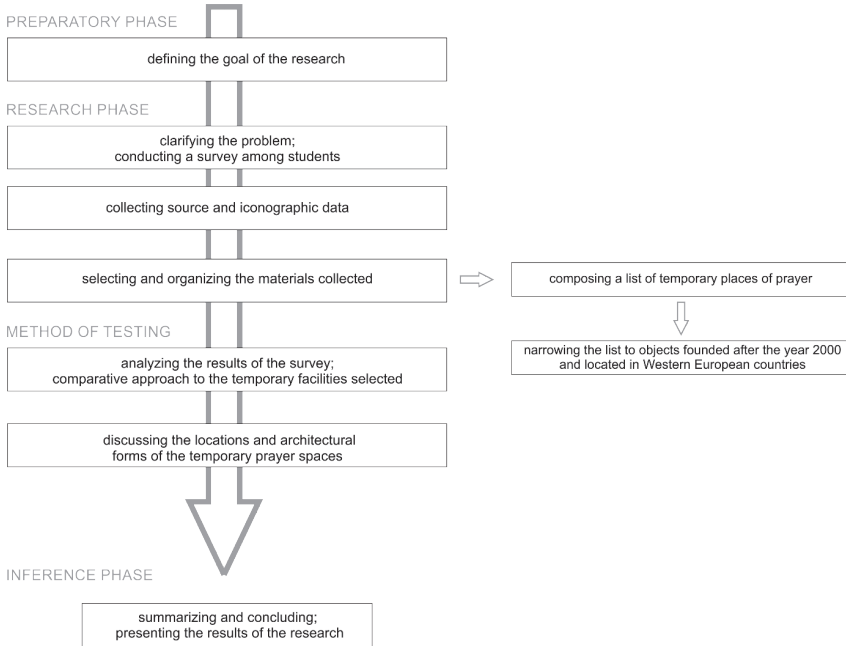 PREPARATORY PHASE
defining the goal of the research
RESEARCH PHASE
clarifying the problem;
conducting a survey among students
collecting source and iconographic data
selecting and organizing the materials collected
composing a list of temporary places of prayer
narrowing the list to objects founded after the year 2000
and located in Western European countries
METHOD OF TESTING
analyzing the results of the survey;
comparative approach to the temporary facilities selected
discussing the locations and architectural
forms of the temporary prayer spaces
INFERENCE PHASE
summarizing and concluding;
presenting the results of the research